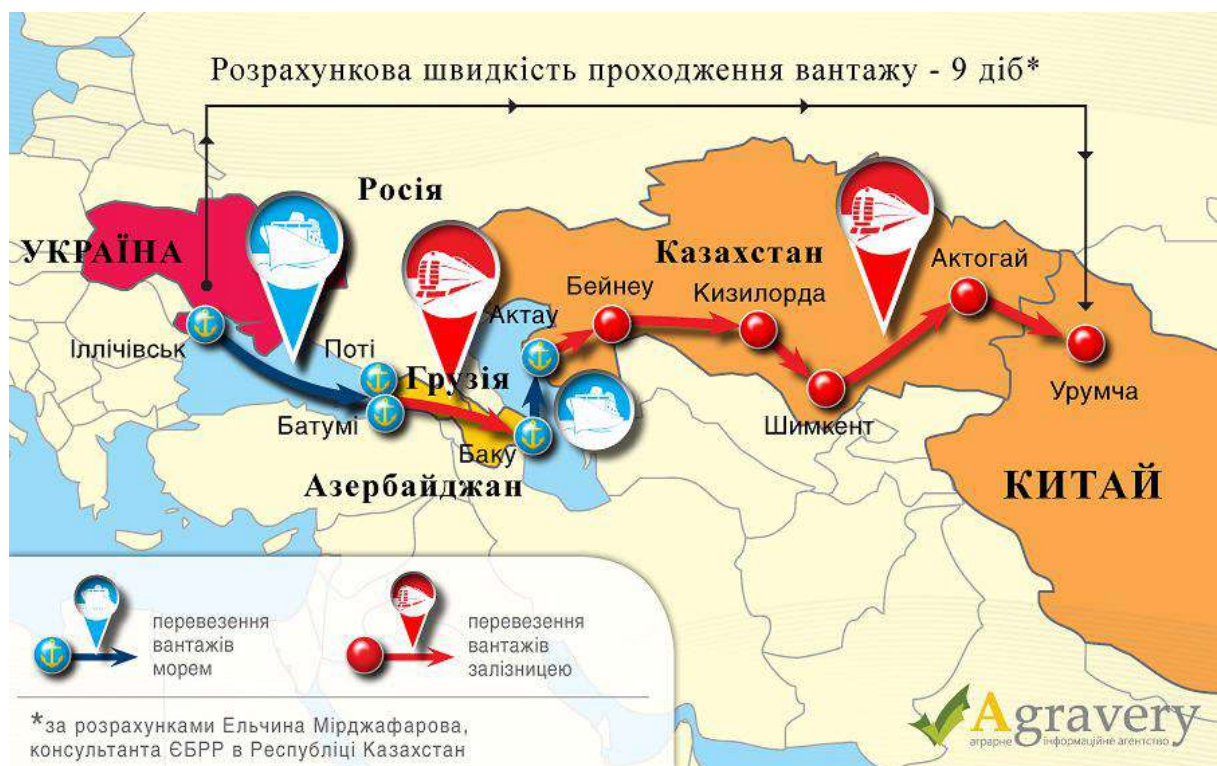 Розрахункова швидкість проходження вантажу - 9 діб*
Росія
УКРАЇНА
Казахстан
Актогай
Бейнеу
Кизилорда
Актау
Іллічівськ
Поті
Грузія
Урумча
Батумі
Шимкент
Баку
Азербайджан
КИТАЙ
перевезення
вантажів
морем
перевезення
вантажів
залізницею
*за розрахунками Ельчина Мірджафарова,
консультанта ЄБРР в Республіці Казахстан
Agravery
аграрне інформаційне агентство